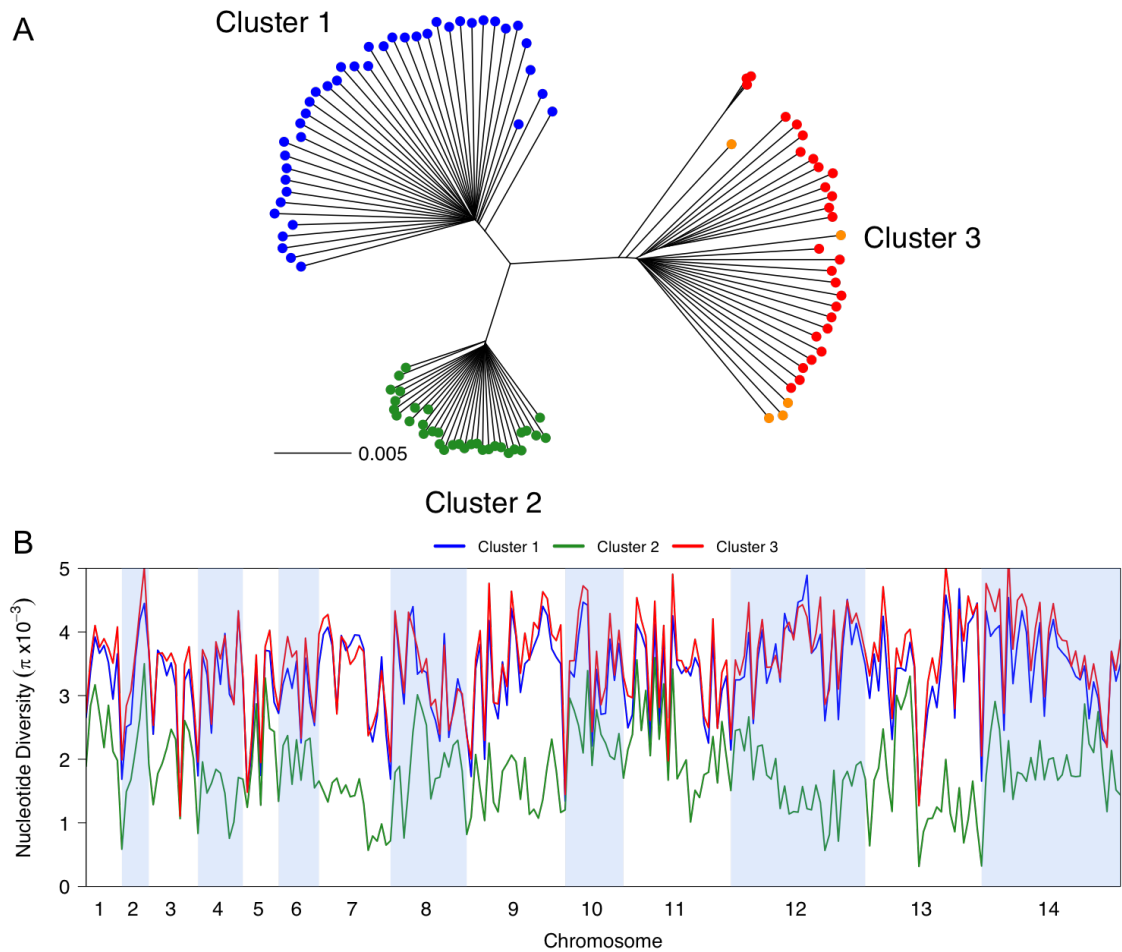 A
Cluster 1
Cluster 3
0.005
Cluster 2
B
Cluster 1 Cluster 2 Cluster 3
Nucleotide Diversity (π x10⁻³)
5
4
3
2
1
0
1 2 3 4 5 6 7 8 9 10 11 12 13 14
Chromosome